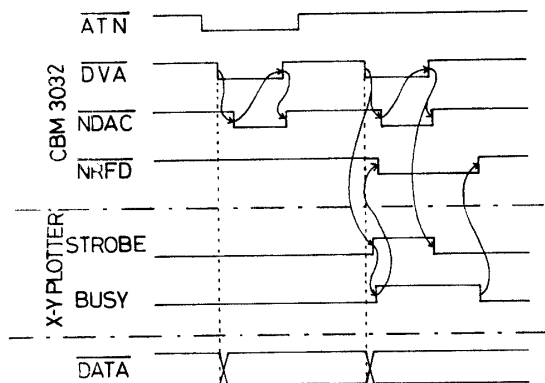 ATN
DVA
NDAC
NRFD
CBM 3032
STROBE
BUSY
X-Y PLOTTER
DATA